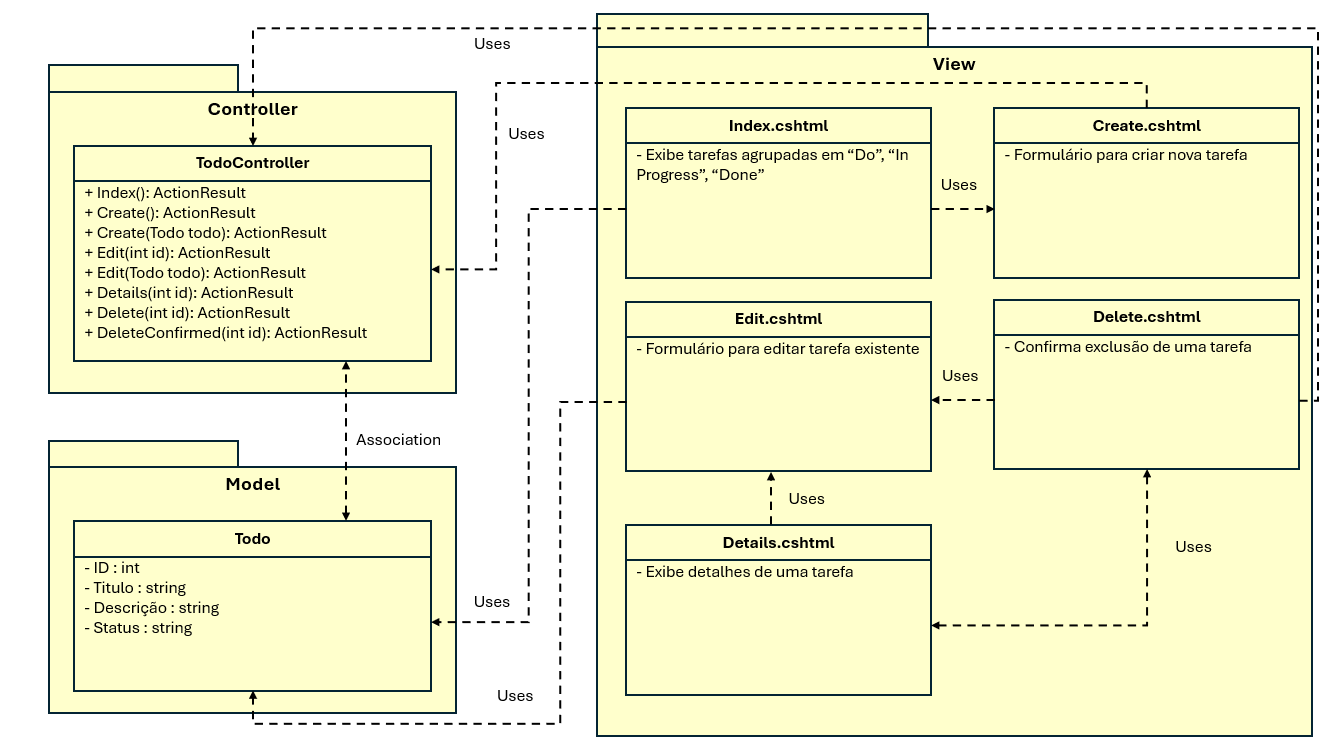 Uses
View
Controller
Uses
TodoController
+ Index(): ActionResult
+ Create(): ActionResult
+ Create(Todo todo): ActionResult
+ Edit(int id): ActionResult
+ Edit(Todo todo): ActionResult
+ Details(int id): ActionResult
+ Delete(int id): ActionResult
+ DeleteConfirmed(int id): ActionResult
Index.cshtml
- Exibe tarefas agrupadas em “Do”, “In
Progress”, “Done”
Uses
Create.cshtml
- Formulário para criar nova tarefa
Edit.cshtml
- Formulário para editar tarefa existente
Uses
Delete.cshtml
- Confirma exclusão de uma tarefa
Association
Model
Todo
- ID : int
- Titulo : string
- Descrição : string
- Status : string
Uses
Uses
Uses
Details.cshtml
- Exibe detalhes de uma tarefa
Uses